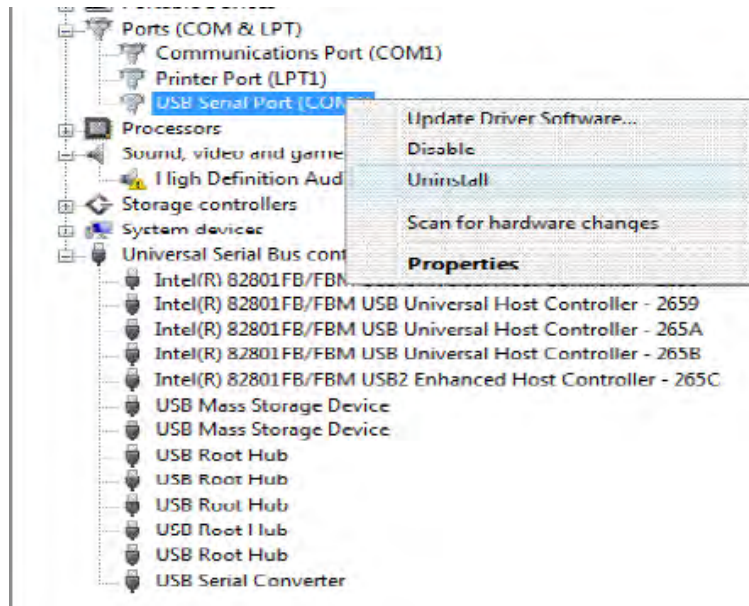 Ports (COM & LPT)
Communications Port (COM1)
Printer Port (LPT1)
USB Serial Port (COM
Update Driver Software...
Disable
Uninstall
Scan for hardware changes
Properties
Processors
Sound, video and game
High Definition Aud
Storage controllers
System devices
Universal Serial Bus cont
Intel(R) 82801FB/FBM
Intel(R) 82801FB/FBM USB Universal Host Controller - 2659
Intel(R) 82801FB/FBM USB Universal Host Controller - 265A
Intel(R) 82801FB/FBM USB Universal Host Controller - 265B
Intel(R) 82801FB/FBM USB2 Enhanced Host Controller - 265C
USB Mass Storage Device
USB Mass Storage Device
USB Root Hub
USB Root Hub
USB Root Hub
USB Root Hub
USB Root Hub
USB Serial Converter